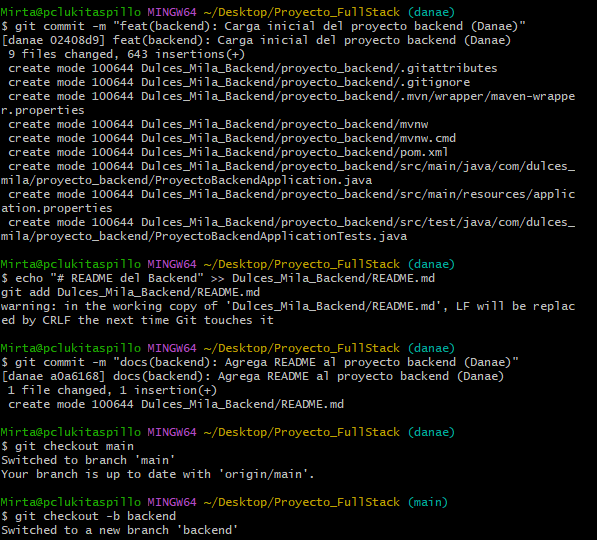 Mirta@pclukitaspillo MINGW64 ~/Desktop/Proyecto_FullStack (danae)
$ git commit -m "feat(backend): Carga inicial del proyecto backend (Danae)"
[danae 02408d9] feat(backend): Carga inicial del proyecto backend (Danae)
 9 files changed, 643 insertions(+)
 create mode 100644 Dulces_Mila_Backend/proyecto_backend/.gitattributes
 create mode 100644 Dulces_Mila_Backend/proyecto_backend/.gitignore
 create mode 100644 Dulces_Mila_Backend/proyecto_backend/.mvn/wrapper/maven-wrappe
r.properties
 create mode 100644 Dulces_Mila_Backend/proyecto_backend/mvnw
 create mode 100644 Dulces_Mila_Backend/proyecto_backend/mvnw.cmd
 create mode 100644 Dulces_Mila_Backend/proyecto_backend/pom.xml
 create mode 100644 Dulces_Mila_Backend/proyecto_backend/src/main/java/com/dulces_
mila/proyecto_backend/ProyectoBackendApplication.java
 create mode 100644 Dulces_Mila_Backend/proyecto_backend/src/main/resources/applic
ation.properties
 create mode 100644 Dulces_Mila_Backend/proyecto_backend/src/test/java/com/dulces_
mila/proyecto_backend/ProyectoBackendApplicationTests.java
Mirta@pclukitaspillo MINGW64 ~/Desktop/Proyecto_FullStack (danae)
$ echo "# README del Backend" >> Dulces_Mila_Backend/README.md
git add Dulces_Mila_Backend/README.md
warning: in the working copy of 'Dulces_Mila_Backend/README.md', LF will be replac
ed by CRLF the next time Git touches it
Mirta@pclukitaspillo MINGW64 ~/Desktop/Proyecto_FullStack (danae)
$ git commit -m "docs(backend): Agrega README al proyecto backend (Danae)"
[danae a0a6168] docs(backend): Agrega README al proyecto backend (Danae)
 1 file changed, 1 insertion(+)
 create mode 100644 Dulces_Mila_Backend/README.md
Mirta@pclukitaspillo MINGW64 ~/Desktop/Proyecto_FullStack (danae)
$ git checkout main
Switched to branch 'main'
Your branch is up to date with 'origin/main'.
Mirta@pclukitaspillo MINGW64 ~/Desktop/Proyecto_FullStack (main)
$ git checkout -b backend
Switched to a new branch 'backend'